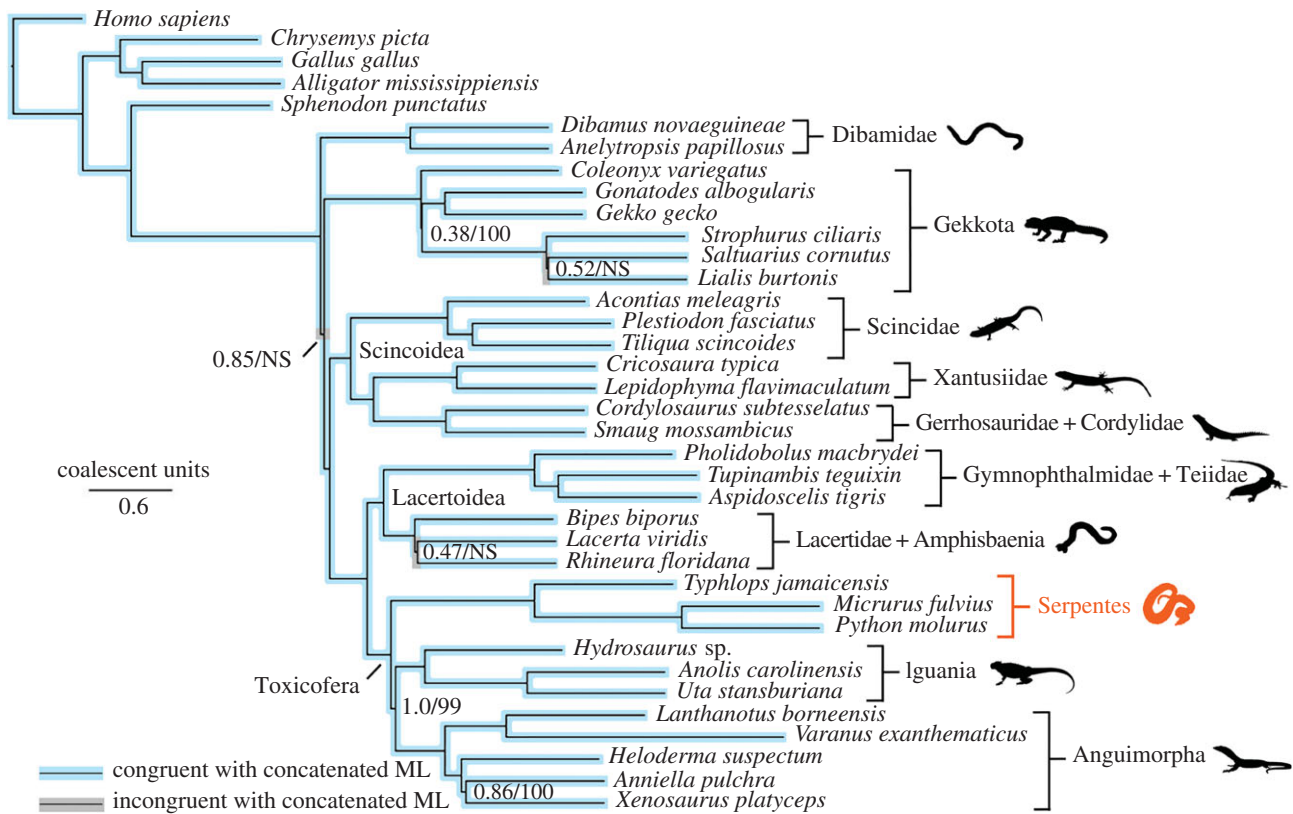 Homo sapiens
Chrysemys picta
Gallus gallus
Alligator mississippiensis
Sphenodon punctatus
Dibamus novaeguineae
Anelytropsis papillosus
Dibamidae
Coleonyx variegatus
Gonatodes albogularis
Gekko gecko
0.38/100
Strophurus ciliaris
Saltuarius cornutus
0.52/NS
Lialis burtonis
Gekkota
Acontias meleagris
Plestiodon fasciatus
Tiliqua scincoides
Scincidae
0.85/NS
Scincoidea
Cricosaura typica
Lepidophyma flavimaculatum
Xantusiidae
Cordylosaurus subtesselatus
Smaug mossambicus
Gerrhosauridae + Cordylidae
coalescent units
0.6
Pholidobolus macbrydei
Tupinambis teguixin
Aspidoscelis tigris
Gymnophthalmidae + Teiidae
Lacertoidea
Bipes biporus
Lacerta viridis
0.47/NS
Rhineura floridana
Lacertidae + Amphisbaenia
Typhlops jamaicensis
Micrurus fulvius
Python molurus
Serpentes
Toxicofera
Hydrosaurus sp.
Anolis carolinensis
Uta stansburiana
lguania
1.0/99
Lanthanotus borneensis
Varanus exanthematicus
Heloderma suspectum
Anniella pulchra
0.86/100
Xenosaurus platyceps
Anguimorpha
congruent with concatenated ML
incongruent with concatenated ML